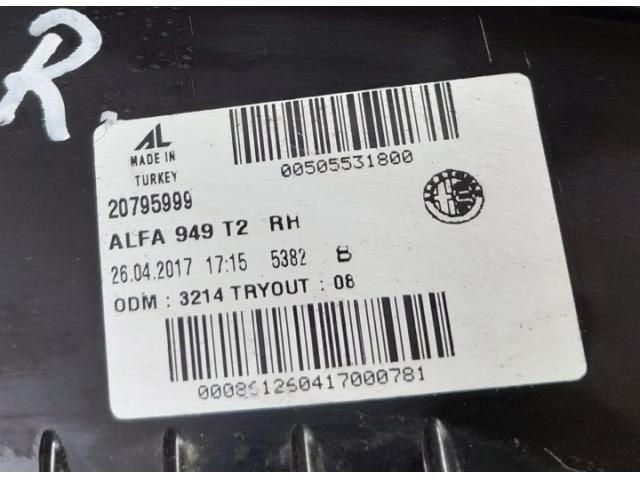 R
AL
MADE IN
TURKEY
00505531800
20795999
ALFA 949 T2 RH
26.04.2017 17:15 5382 B
ODM : 3214 TRYOUT : 08
000861260417000781